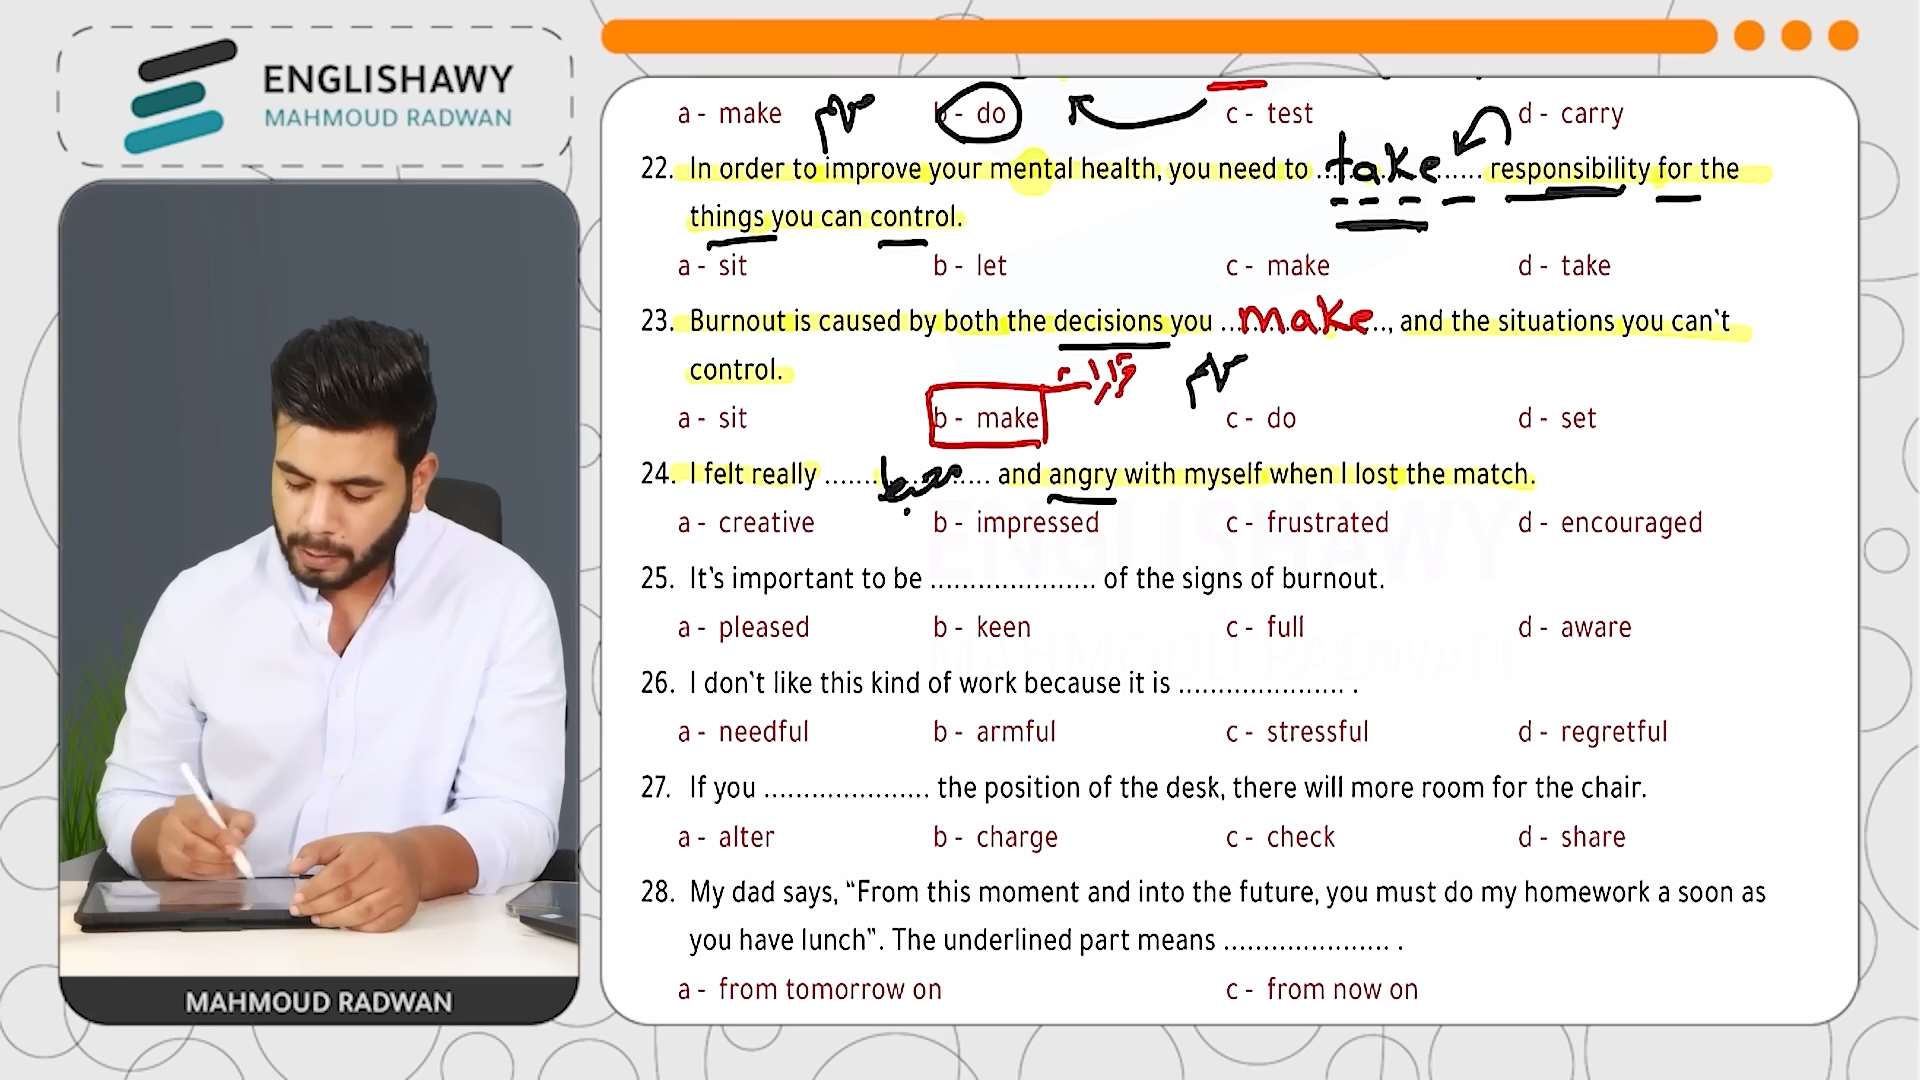 ENGLISHAWY
MAHMOUD RADWAN
a - make b - do c - test d - carry
22. In order to improve your mental health, you need to ... take ... responsibility for the
things you can control.
a - sit b - let c - make d - take
23. Burnout is caused by both the decisions you ... make ..., and the situations you can't
control.
a - sit b - make c - do d - set
24. I felt really .................... and angry with myself when I lost the match.
a - creative b - impressed c - frustrated d - encouraged
25. It's important to be ..................... of the signs of burnout.
a - pleased b - keen c - full d - aware
26. I don't like this kind of work because it is ..................... .
a - needful b - armful c - stressful d - regretful
27. If you ..................... the position of the desk, there will more room for the chair.
a - alter b - charge c - check d - share
28. My dad says, “From this moment and into the future, you must do my homework a soon as
you have lunch”. The underlined part means ..................... .
a - from tomorrow on c - from now on
MAHMOUD RADWAN